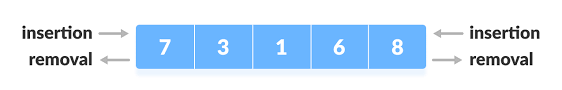 insertion 7 3 1 6 8 insertion
removal removal